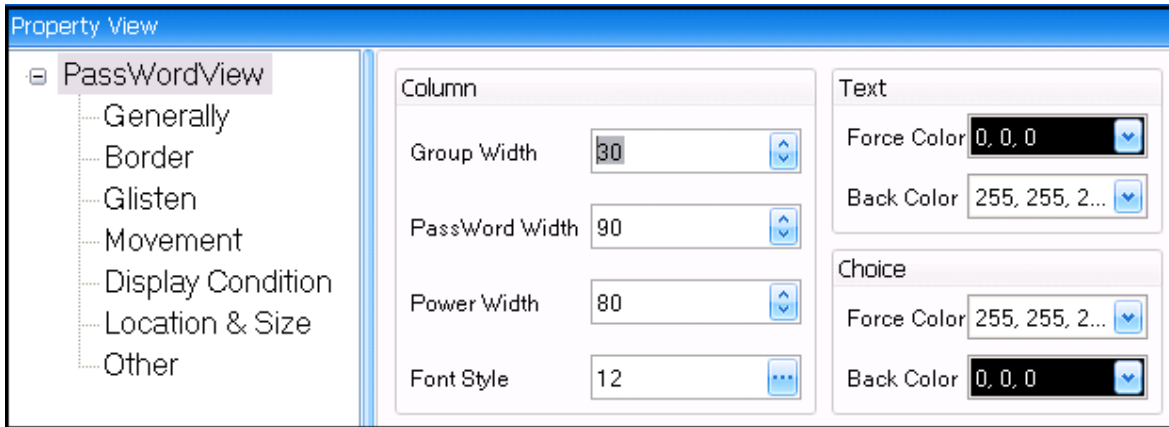 Property View
PassWordView
Generally
Border
Glisten
Movement
Display Condition
Location & Size
Other
Column
Group Width 30
PassWord Width 90
Power Width 80
Font Style 12
Text
Force Color 0, 0, 0
Back Color 255, 255, 2...
Choice
Force Color 255, 255, 2...
Back Color 0, 0, 0